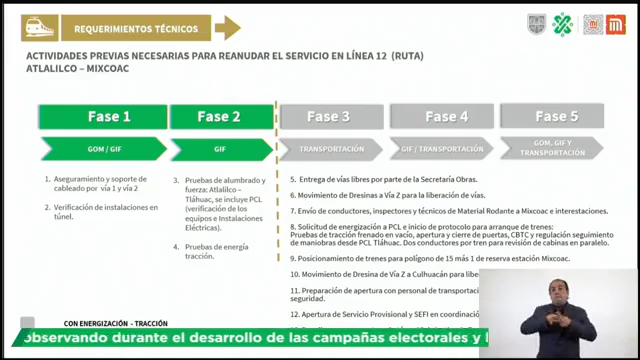 REQUERIMIENTOS TÉCNICOS
ACTIVIDADES PREVIAS NECESARIAS PARA REANUDAR EL SERVICIO EN LÍNEA 12 (RUTA)
ATLALILCO – MIXCOAC
Fase 1
Fase 2
Fase 3
Fase 4
Fase 5
GOM / GIF
GIF
TRANSPORTACIÓN
GIF / TRANSPORTACIÓN
GOM, GIF Y
TRANSPORTACIÓN
1. Aseguramiento y soporte de
cableado por vía 1 y vía 2
2. Verificación de instalaciones en
túnel.
3. Pruebas de alumbrado y
fuerza: Atlalilco –
Tláhuac, se incluye PCL
(verificación de los
equipos e Instalaciones
Eléctricas).
4. Pruebas de energía
tracción.
5. Entrega de vías libres por parte de la Secretaría Obras.
6. Movimiento de Dresinas a Vía Z para la liberación de vías.
7. Envío de conductores, inspectores y técnicos de Material Rodante a Mixcoac e interestaciones.
8. Solicitud de energización a PCL e inicio de protocolo para arranque de trenes:
Pruebas de tracción frenado en vacío, apertura y cierre de puertas, CBTC y regulación seguimiento
de maniobras desde PCL Tláhuac. Dos conductores por tren para revisión de cabinas en paralelo.
9. Posicionamiento de trenes para polígono de 15 más 1 de reserva estación Mixcoac.
10. Movimiento de Dresina de Vía Z a Culhuacán para libe
11. Preparación de apertura con personal de transportaci
seguridad.
12. Apertura de Servicio Provisional y SEFI en coordinación
CON ENERGIZACIÓN - TRACCIÓN
observando durante el desarrollo de las campañas electorales y l